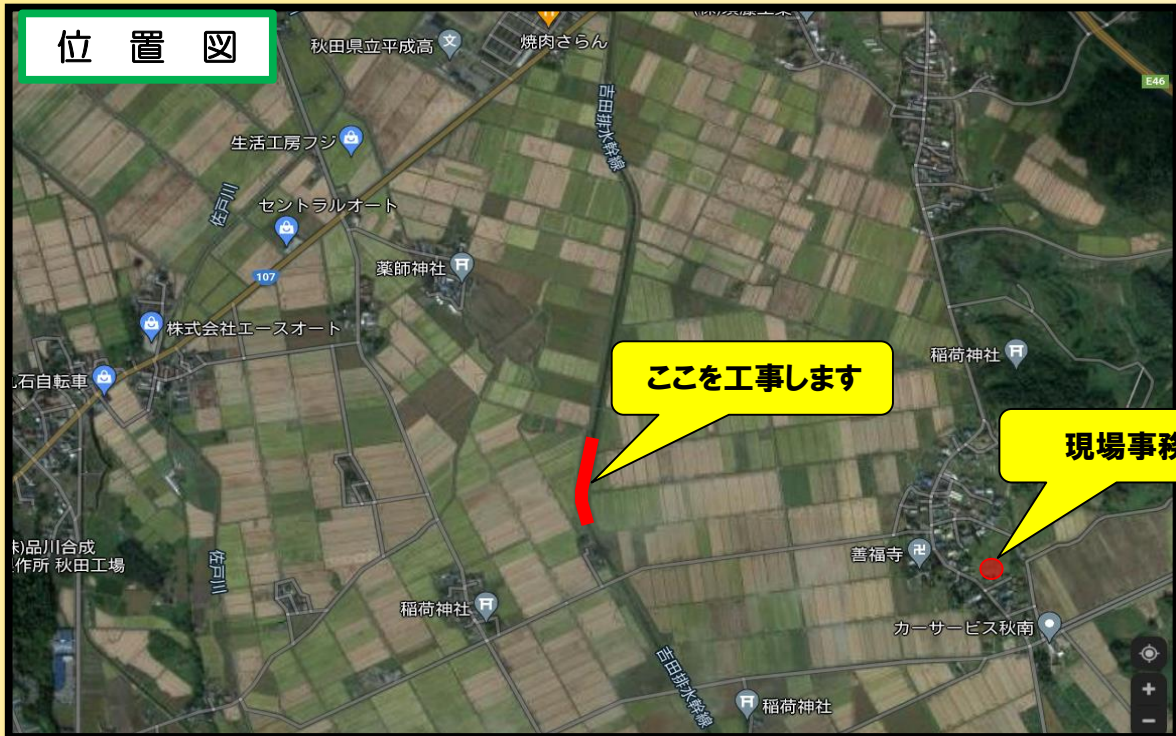 位 置 図
秋田県立平成高
焼肉さらん
E46
吉田排水幹線
生活工房フジ
佐戸川
セントラルオート
107
薬師神社
株式会社エースオート
石自転車
ここを工事します
稲荷神社
現場事務
株)品川合成
作所 秋田工場
佐戸川
善福寺
稲荷神社
カーサービス秋南
吉田排水幹線
稲荷神社